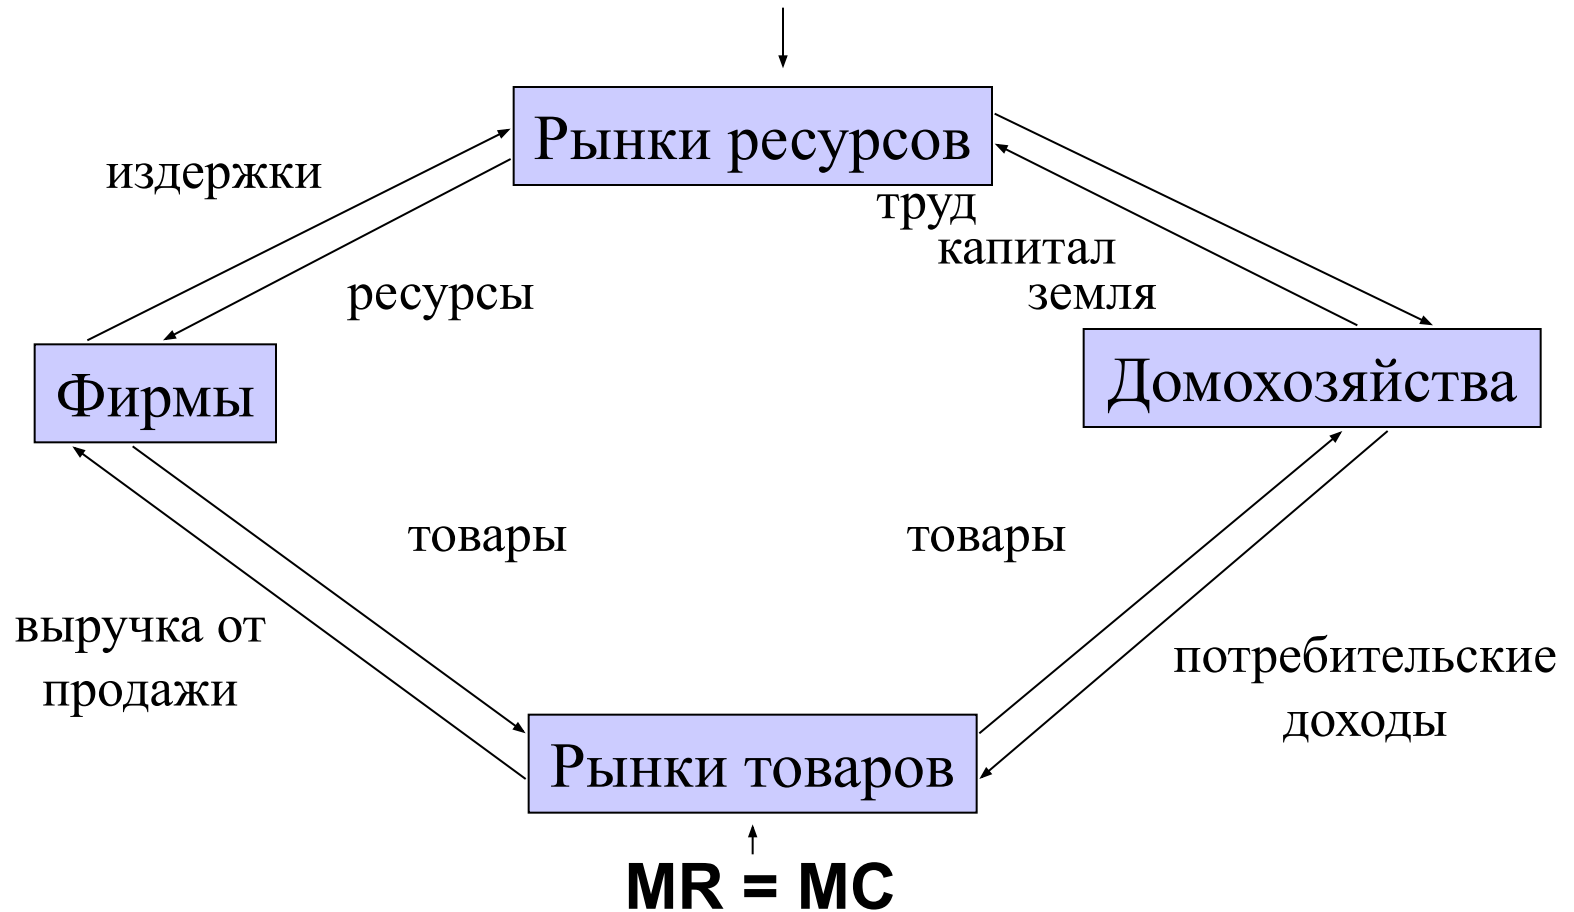 Рынки ресурсов
издержки
труд
капитал
земля
ресурсы
Фирмы
Домохозяйства
товары
товары
выручка от
продажи
потребительские
доходы
Рынки товаров
MR = MC